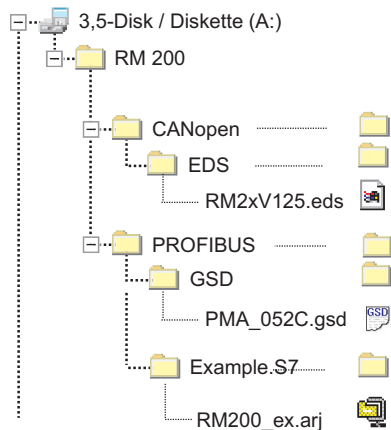 3,5-Disk / Diskette (A:)
RM 200
CANopen
EDS
RM2xV125.eds
PROFIBUS
GSD
PMA_052C.gsd GSD
Example.S7
RM200_ex.arj